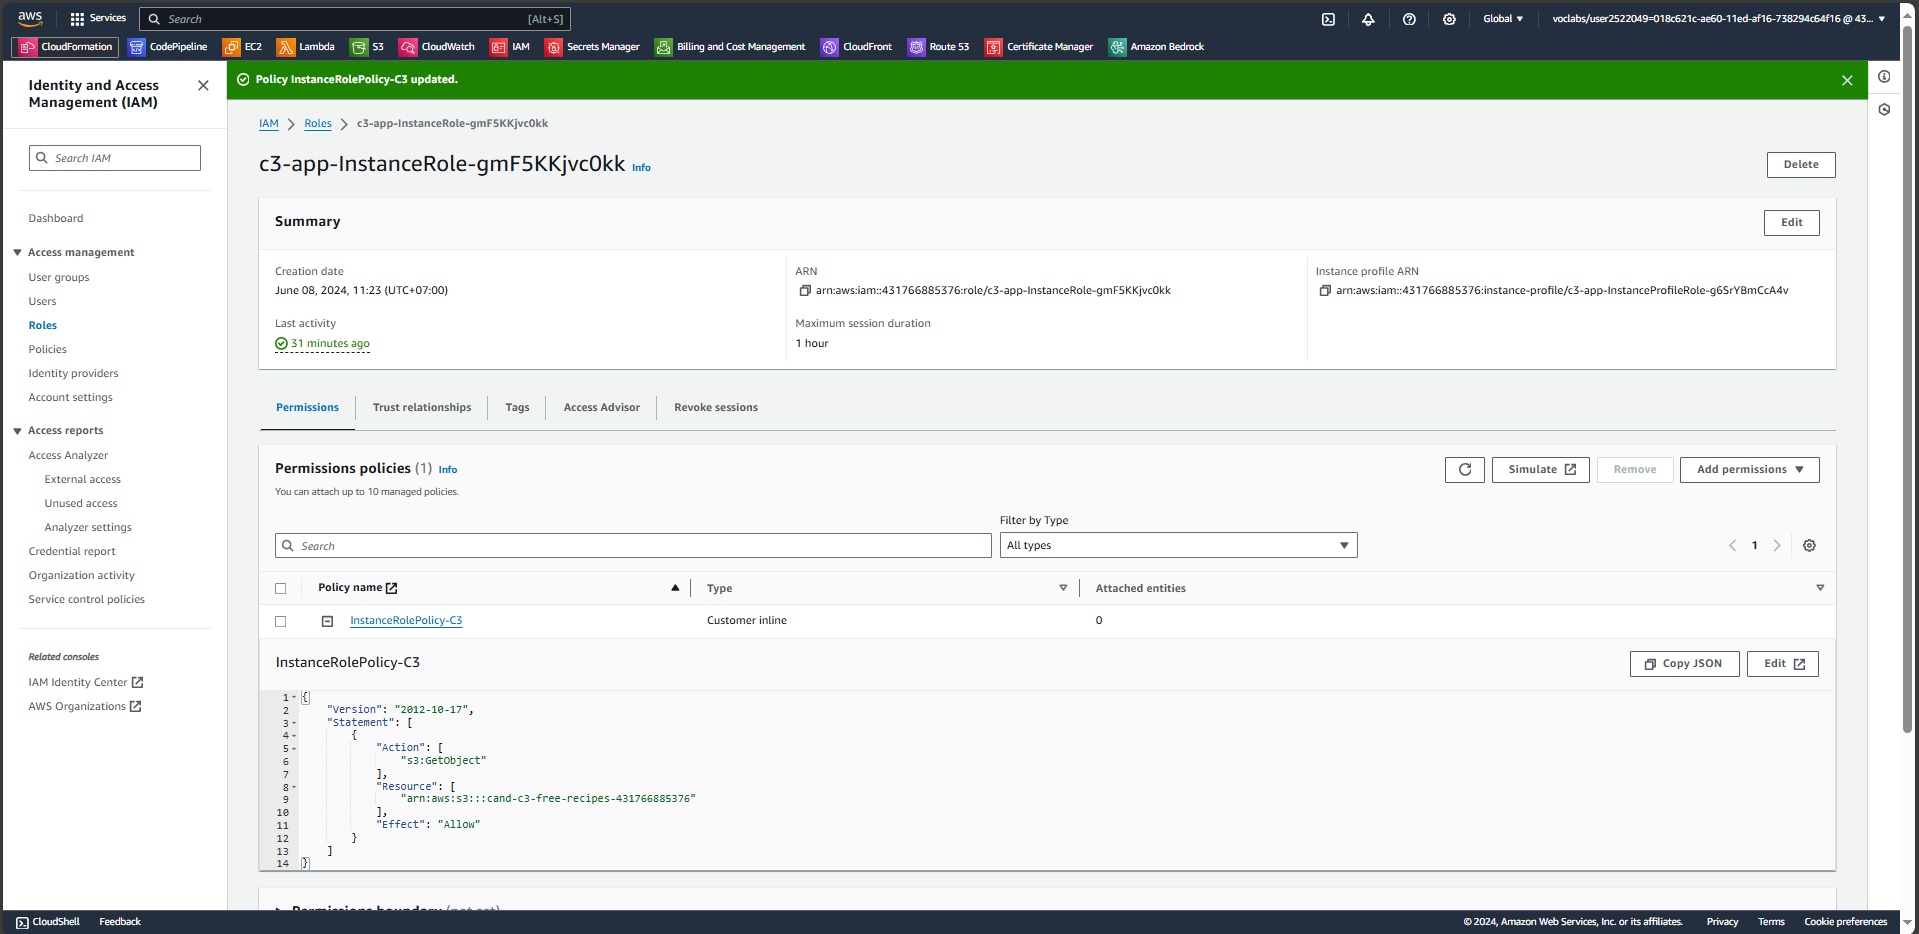 aws Services Search [Alt+S] Global voclabs/user2522049=018c621c-ae60-11ed-af16-738294c64f16 @ 43...
CloudFormation CodePipeline EC2 Lambda S3 CloudWatch IAM Secrets Manager Billing and Cost Management CloudFront Route 53 Certificate Manager Amazon Bedrock
Identity and Access
Management (IAM)
Search IAM
Dashboard
Access management
User groups
Users
Roles
Policies
Identity providers
Account settings
Access reports
Access Analyzer
External access
Unused access
Analyzer settings
Credential report
Organization activity
Service control policies
Related consoles
IAM Identity Center
AWS Organizations
Policy InstanceRolePolicy-C3 updated.
IAM Roles c3-app-InstanceRole-gmF5KKjvc0kk
c3-app-InstanceRole-gmF5KKjvc0kk Info
Delete
Summary
Edit
Creation date
June 08, 2024, 11:23 (UTC+07:00)
ARN
arn:aws:iam::431766885376:role/c3-app-InstanceRole-gmF5KKjvc0kk
Instance profile ARN
arn:aws:iam::431766885376:instance-profile/c3-app-InstanceProfileRole-g6SrYBmCcA4v
Last activity
31 minutes ago
Maximum session duration
1 hour
Permissions Trust relationships Tags Access Advisor Revoke sessions
Permissions policies (1) Info
You can attach up to 10 managed policies.
Simulate Remove Add permissions
Filter by Type
Search All types 1
Policy name Type Attached entities
InstanceRolePolicy-C3 Customer inline 0
InstanceRolePolicy-C3
Copy JSON Edit
1 {
2 "Version": "2012-10-17",
3 "Statement": [
4 {
5 "Action": [
6 "s3:GetObject"
7 ],
8 "Resource": [
9 "arn:aws:s3:::cand-c3-free-recipes-431766885376"
10 ],
11 "Effect": "Allow"
12 }
13 ]
14 }
Permissions boundary (not set)
CloudShell Feedback © 2024, Amazon Web Services, Inc. or its affiliates. Privacy Terms Cookie preferences